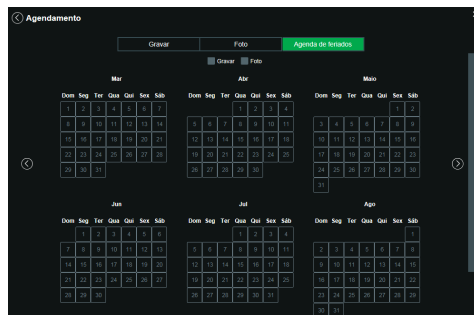 Agendamento
Gravar
Foto
Agenda de feriados
Gravar Foto
Mar
Dom Seg Ter Qua Qui Sex Sáb
1 2 3 4 5 6 7
8 9 10 11 12 13 14
15 16 17 18 19 20 21
22 23 24 25 26 27 28
29 30 31
Abr
Dom Seg Ter Qua Qui Sex Sáb
1 2 3 4
5 6 7 8 9 10 11
12 13 14 15 16 17 18
19 20 21 22 23 24 25
26 27 28 29 30
Maio
Dom Seg Ter Qua Qui Sex Sáb
1 2
3 4 5 6 7 8 9
10 11 12 13 14 15 16
17 18 19 20 21 22 23
24 25 26 27 28 29 30
31
Jun
Dom Seg Ter Qua Qui Sex Sáb
1 2 3 4 5 6
7 8 9 10 11 12 13
14 15 16 17 18 19 20
21 22 23 24 25 26 27
28 29 30
Jul
Dom Seg Ter Qua Qui Sex Sáb
1 2 3 4
5 6 7 8 9 10 11
12 13 14 15 16 17 18
19 20 21 22 23 24 25
26 27 28 29 30 31
Ago
Dom Seg Ter Qua Qui Sex Sáb
1
2 3 4 5 6 7 8
9 10 11 12 13 14 15
16 17 18 19 20 21 22
23 24 25 26 27 28 29
30 31